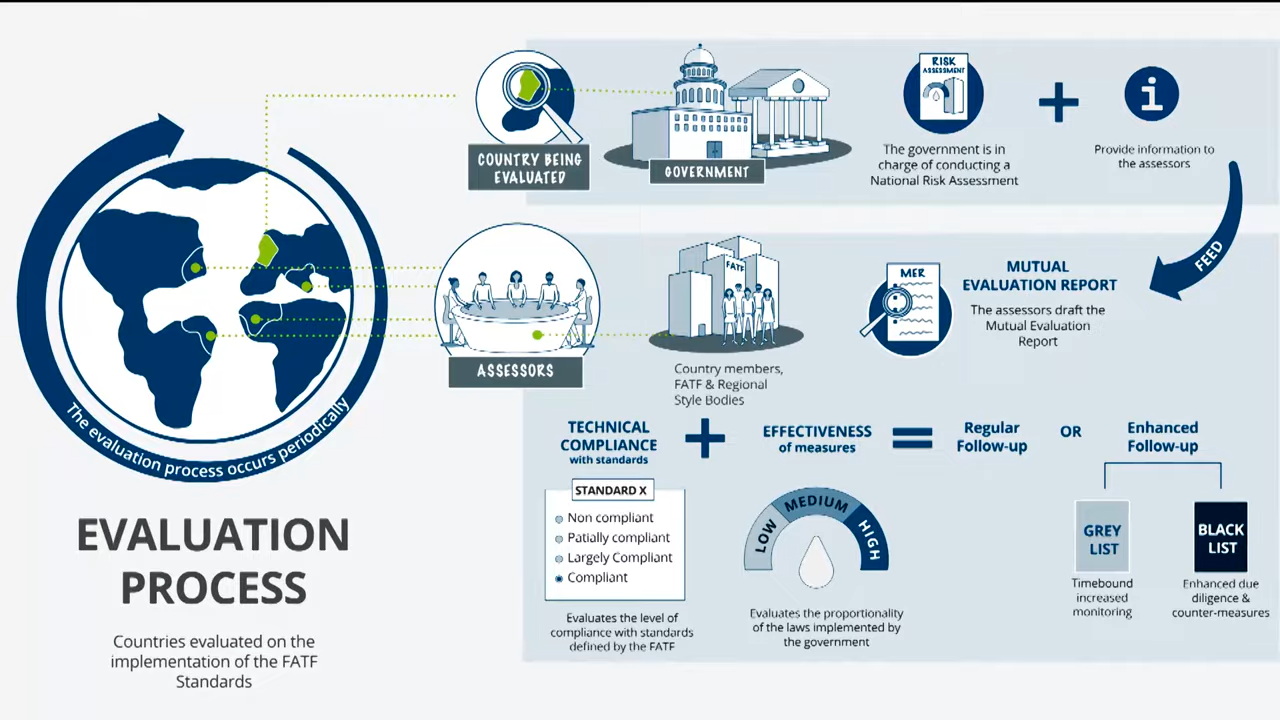 COUNTRY BEING
EVALUATED
GOVERNMENT
RISK
ASSESSMENT
The government is in
charge of conducting a
National Risk Assessment
i
Provide information to
the assessors
FEED
The evaluation process occurs periodically
EVALUATION
PROCESS
Countries evaluated on the
implementation of the FATF
Standards
ASSESSORS
FATF
Country members,
FATF & Regional
Style Bodies
MER
MUTUAL
EVALUATION REPORT
The assessors draft the
Mutual Evaluation
Report
TECHNICAL
COMPLIANCE
with standards
+
EFFECTIVENESS
of measures
=
Regular
Follow-up
OR
Enhanced
Follow-up
STANDARD X
Non compliant
Patially compliant
Largely Compliant
Compliant
Evaluates the level of
compliance with standards
defined by the FATF
LOW
MEDIUM
HIGH
Evaluates the proportionality
of the laws implemented by
the government
GREY
LIST
Timebound
increased
monitoring
BLACK
LIST
Enhanced due
diligence &
counter-measures